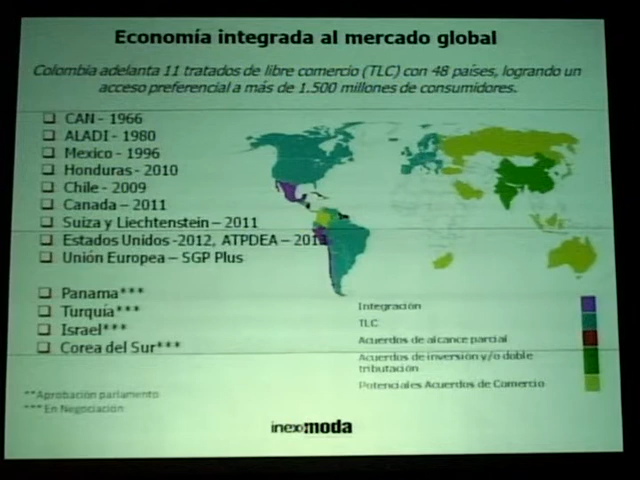 Economía integrada al mercado global
Colombia adelanta 11 tratados de libre comercio (TLC) con 48 países, logrando un
acceso preferencial a más de 1.500 millones de consumidores.
CAN - 1966
ALADI - 1980
Mexico - 1996
Honduras - 2010
Chile - 2009
Canada – 2011
Suiza y Liechtenstein – 2011
Estados Unidos -2012, ATPDEA – 2013
Unión Europea – SGP Plus
Panama***
Turquía***
Israel***
Corea del Sur***
**Aprobación parlamento
*** En Negociación
Integración
TLC
Acuerdos de alcance parcial
Acuerdos de inversión y/o doble
tributación
Potenciales Acuerdos de Comercio
inexmoda